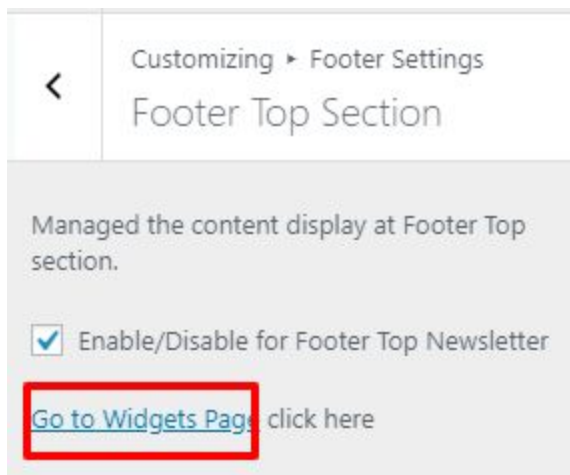 Customizing ▸ Footer Settings
Footer Top Section
Managed the content display at Footer Top
section.
Enable/Disable for Footer Top Newsletter
Go to Widgets Page click here